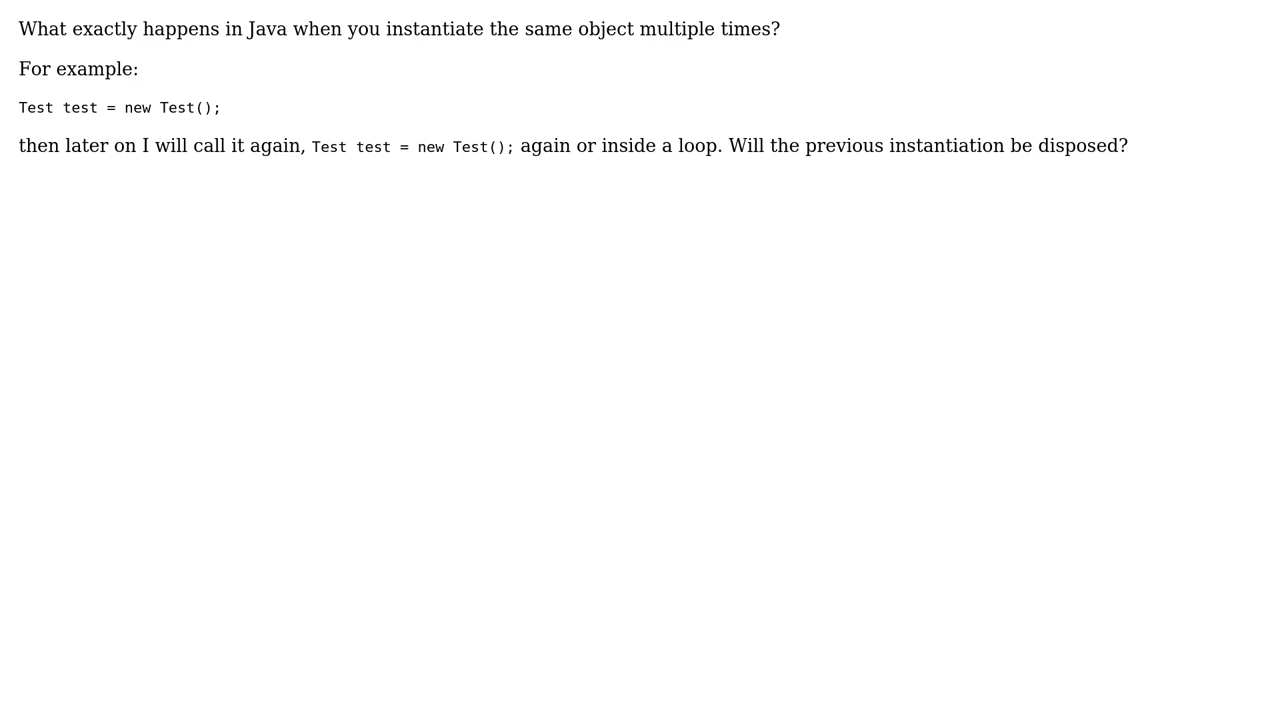 What exactly happens in Java when you instantiate the same object multiple times?
For example:
Test test = new Test();
then later on I will call it again, Test test = new Test(); again or inside a loop. Will the previous instantiation be disposed?